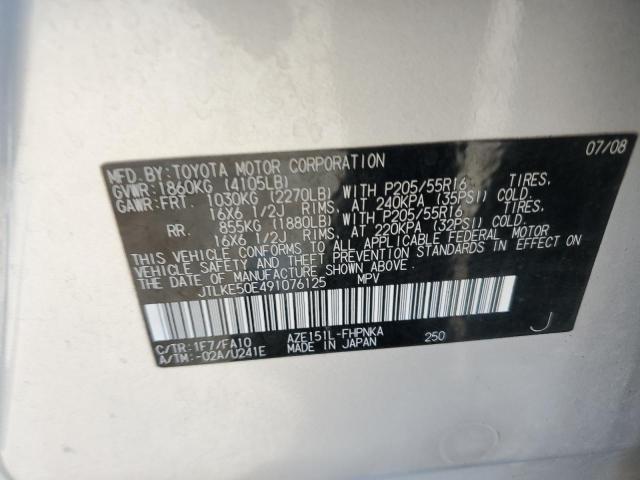 07/08
MFD.BY:TOYOTA MOTOR CORPORATION
GVWR:1860KG (4105LB)
GAWR:FRT. 1030KG (2270LB) WITH P205/55R16 TIRES,
16X6 1/2J RIMS, AT 240KPA (35PSI) COLD.
RR. 855KG (1880LB) WITH P205/55R16 TIRES,
16X6 1/2J RIMS, AT 220KPA (32PSI) COLD.
THIS VEHICLE CONFORMS TO ALL APPLICABLE FEDERAL MOTOR
VEHICLE SAFETY AND THEFT PREVENTION STANDARDS IN EFFECT ON
THE DATE OF MANUFACTURE SHOWN ABOVE.
JTLKE50E491076125 MPV
C/TR:1F7/FA10 AZE151L-FHPNKA 250 J
A/TM:-02A/U241E MADE IN JAPAN